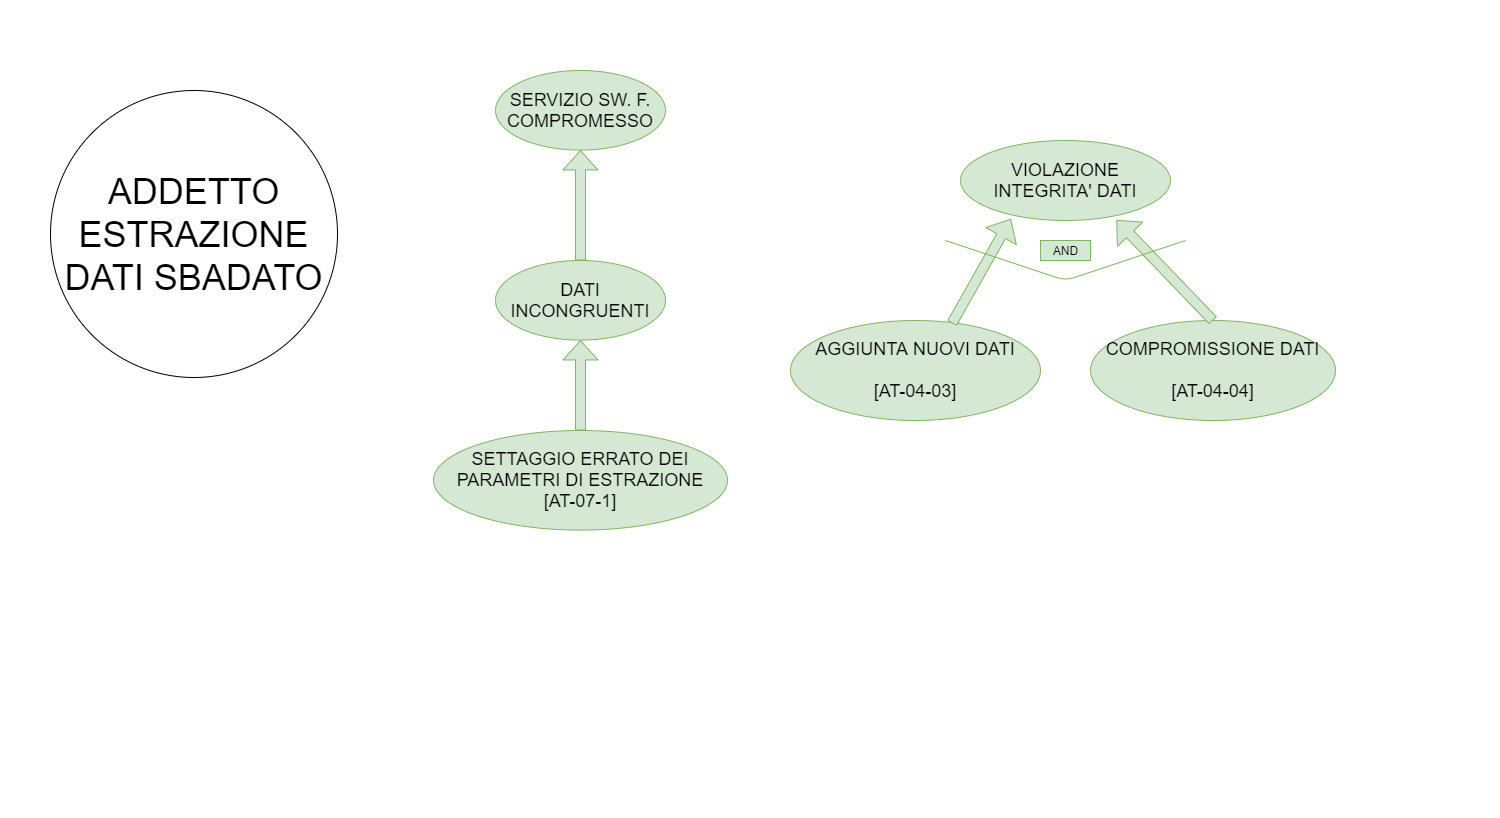 ADDETTO
ESTRAZIONE
DATI SBADATO
SERVIZIO SW. F.
COMPROMESSO
DATI
INCONGRUENTI
SETTAGGIO ERRATO DEI
PARAMETRI DI ESTRAZIONE
[AT-07-1]
VIOLAZIONE
INTEGRITA' DATI
AND
AGGIUNTA NUOVI DATI
[AT-04-03]
COMPROMISSIONE DATI
[AT-04-04]